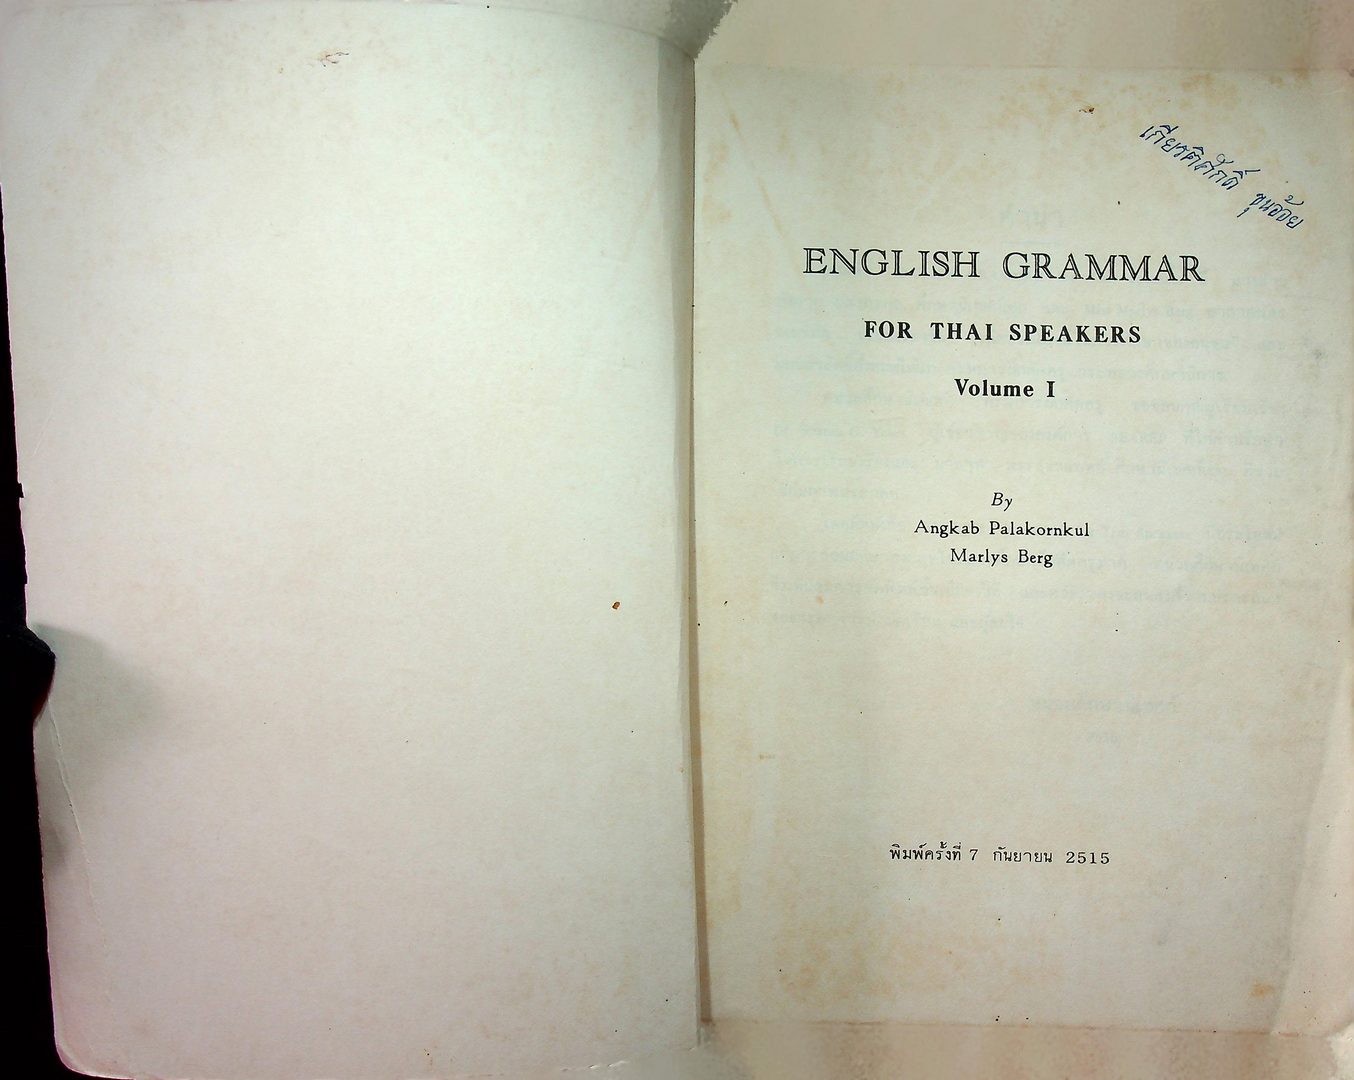 เกียรติศักดิ์ ขุนอ้อย
ENGLISH GRAMMAR
FOR THAI SPEAKERS
Volume I
By
Angkab Palakornkul
Marlys Berg
พิมพ์ครั้งที่ 7 กันยายน 2515